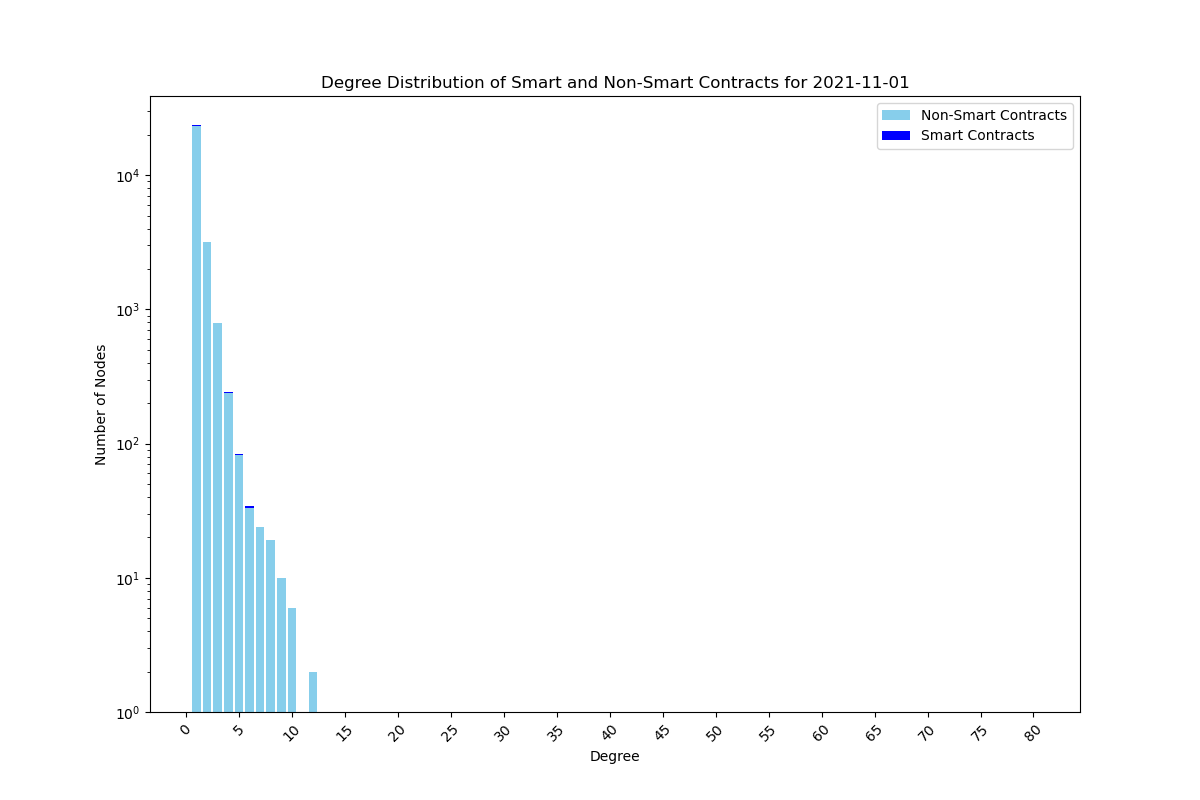 Degree Distribution of Smart and Non-Smart Contracts for 2021-11-01
Non-Smart Contracts
Smart Contracts
Number of Nodes
10⁴
10³
10²
10¹
10⁰
0 5 10 15 20 25 30 35 40 45 50 55 60 65 70 75 80
Degree